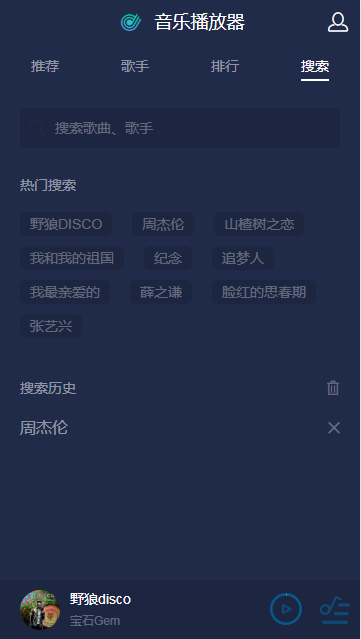 音乐播放器
推荐 歌手 排行 搜索
搜索歌曲、歌手
热门搜索
野狼DISCO 周杰伦 山楂树之恋
我和我的祖国 纪念 追梦人
我最亲爱的 薛之谦 脸红的思春期
张艺兴
搜索历史
周杰伦
野狼disco
宝石Gem